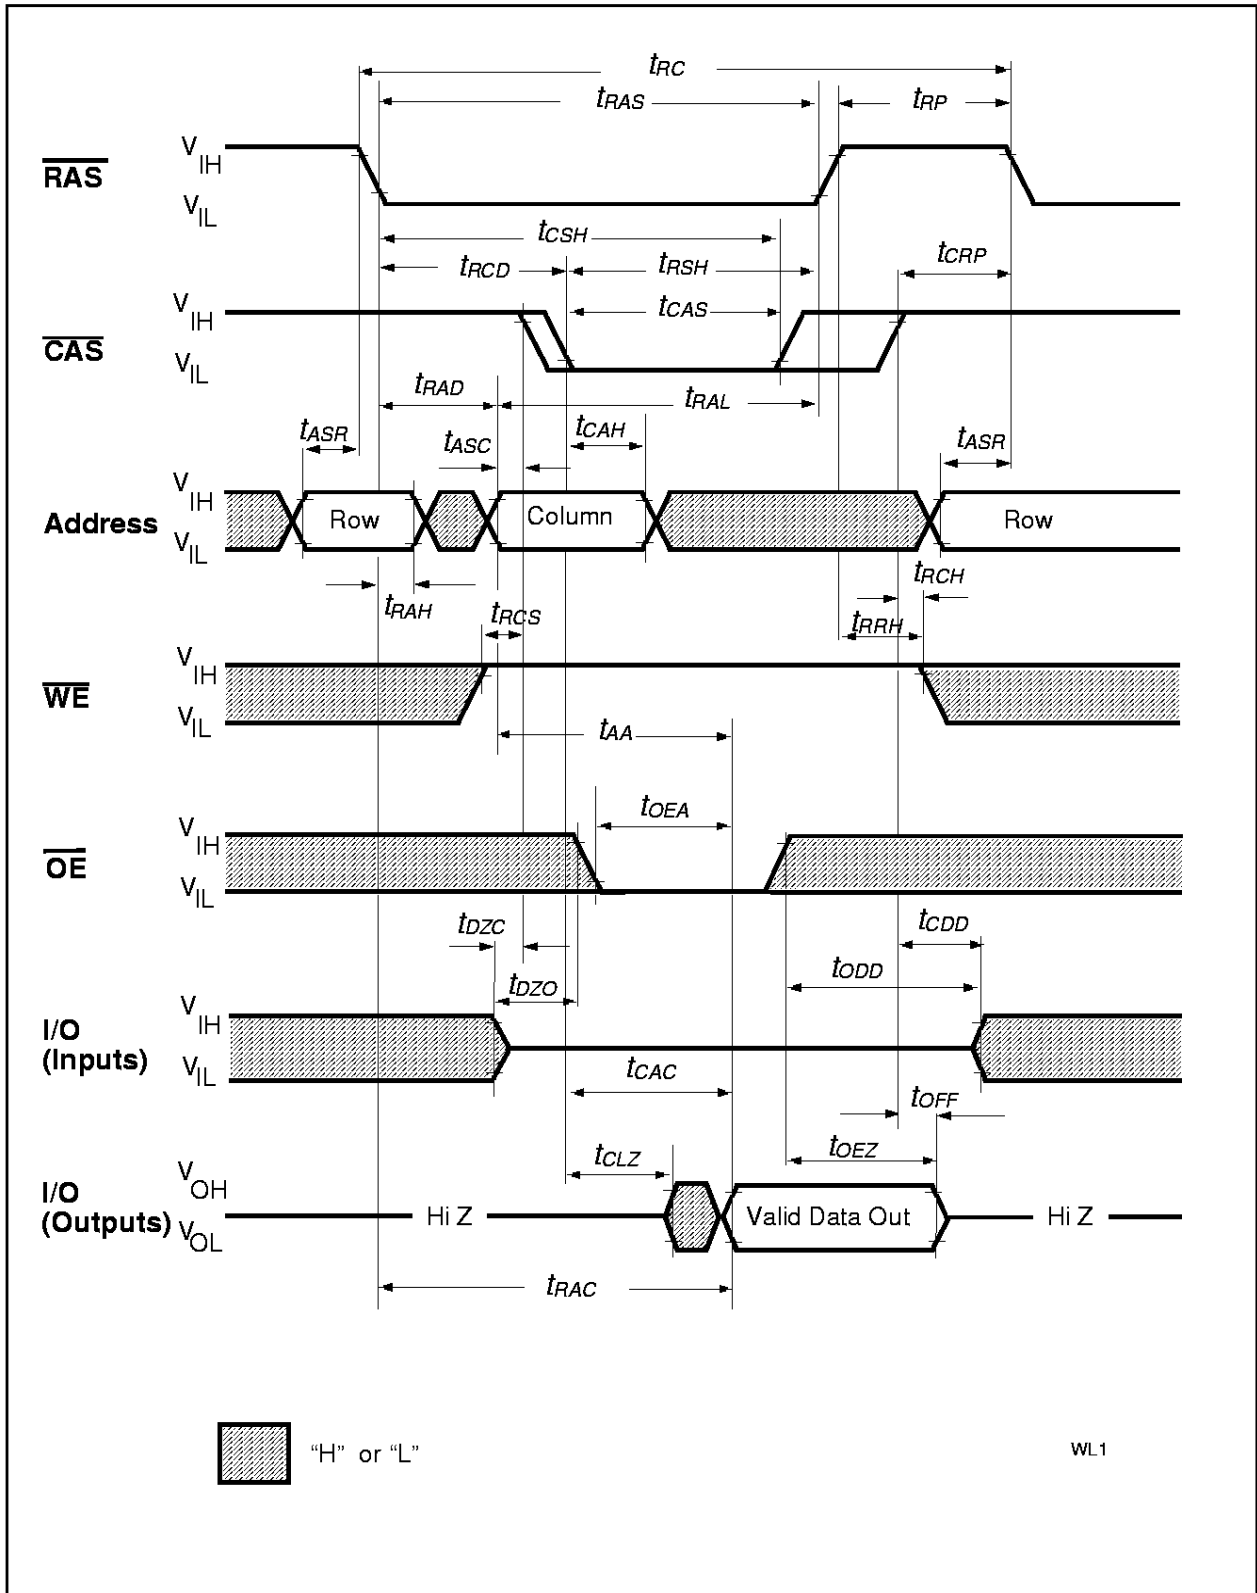 tRC
tRAS tRP
RAS VIH
VIL
tCSH
tRCD tRSH tCRP
CAS VIH tCAS
VIL
tRAD tRAL
tASR tASC tCAH tASR
Address VIH Row Column Row
VIL
tRAH tRCS tRCH
tRRH
WE VIH
VIL
tAA
tOEA
OE VIH
VIL
tDZC tCDD
tDZO tODD
I/O VIH
(Inputs) VIL
tCAC
tOFF
tCLZ tOEZ
I/O VOH
(Outputs) VOL Hi Z Valid Data Out Hi Z
tRAC
“H” or “L” WL1